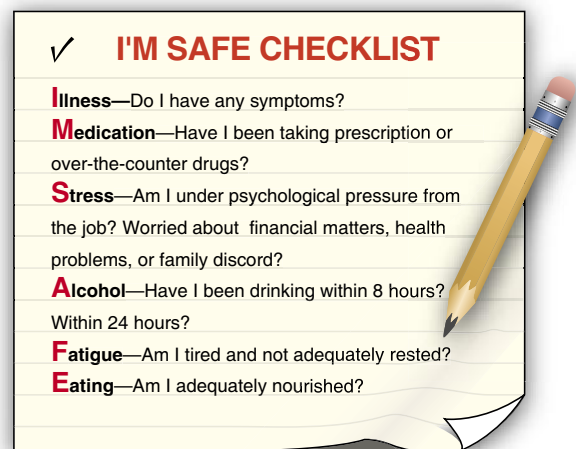 I'M SAFE CHECKLIST
Illness—Do I have any symptoms?
Medication—Have I been taking prescription or
over-the-counter drugs?
Stress—Am I under psychological pressure from
the job? Worried about financial matters, health
problems, or family discord?
Alcohol—Have I been drinking within 8 hours?
Within 24 hours?
Fatigue—Am I tired and not adequately rested?
Eating—Am I adequately nourished?